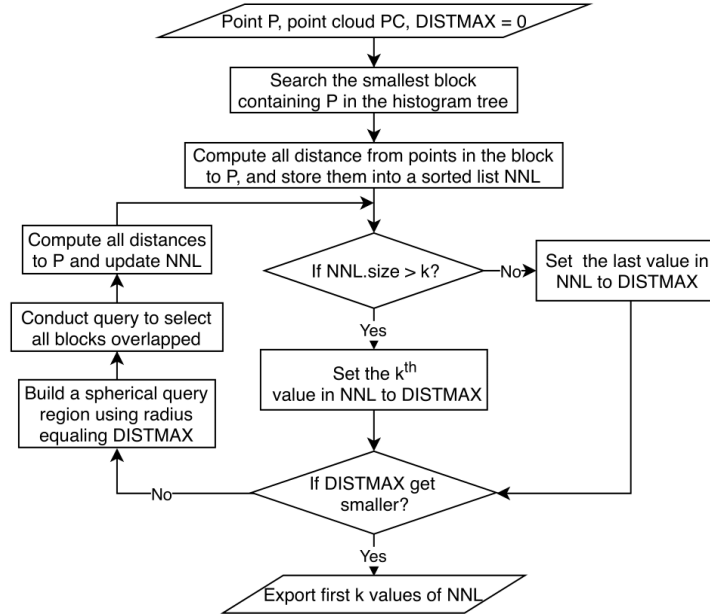 Point P, point cloud PC, DISTMAX = 0
Search the smallest block
containing P in the histogram tree
Compute all distance from points in the block
to P, and store them into a sorted list NNL
If NNL.size > k?
No
Set the last value in
NNL to DISTMAX
Yes
Set the kth
value in NNL to DISTMAX
If DISTMAX get
smaller?
No
Build a spherical query
region using radius
equaling DISTMAX
Conduct query to select
all blocks overlapped
Compute all distances
to P and update NNL
Yes
Export first k values of NNL